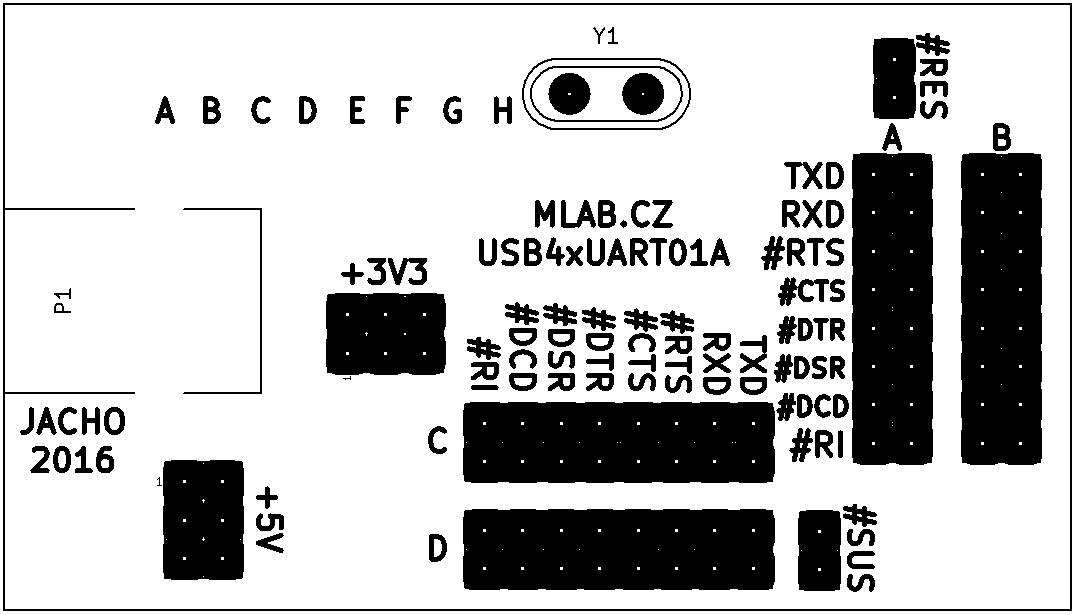 Y1
A B C D E F G H
#RES
A
B
TXD
RXD
#RTS
#CTS
#DTR
#DSR
#DCD
#RI
MLAB.CZ
USB4xUART01A
P1
+3V3
1
#RI
#DCD
#DSR
#DTR
#CTS
#RTS
RXD
TXD
JACHO
2016
C
1
+5V
D
#SUS